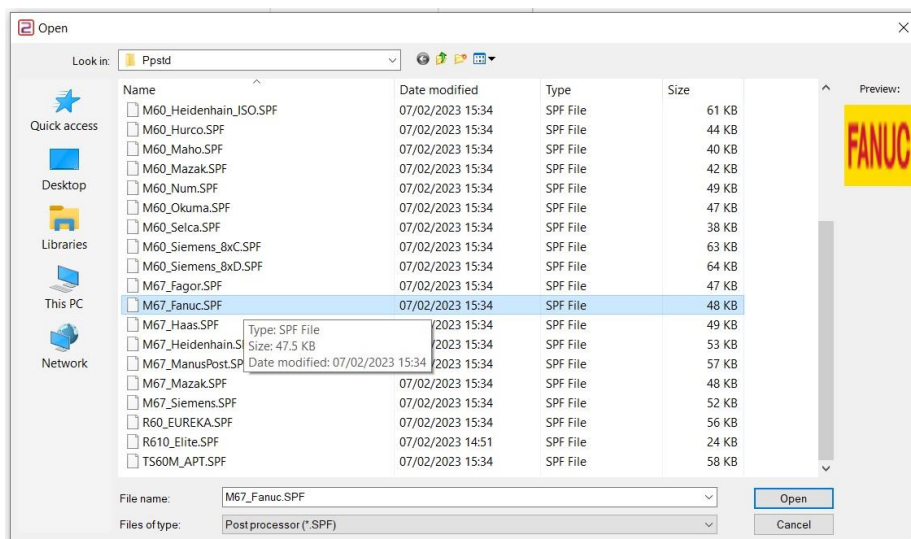 Open
Look in: Ppstd
Name Date modified Type Size
Preview:
FANUC
Quick access
Desktop
Libraries
This PC
Network
M60_Heidenhain_ISO.SPF 07/02/2023 15:34 SPF File 61 KB
M60_Hurco.SPF 07/02/2023 15:34 SPF File 44 KB
M60_Maho.SPF 07/02/2023 15:34 SPF File 40 KB
M60_Mazak.SPF 07/02/2023 15:34 SPF File 42 KB
M60_Num.SPF 07/02/2023 15:34 SPF File 49 KB
M60_Okuma.SPF 07/02/2023 15:34 SPF File 47 KB
M60_Selca.SPF 07/02/2023 15:34 SPF File 38 KB
M60_Siemens_8xC.SPF 07/02/2023 15:34 SPF File 63 KB
M60_Siemens_8xD.SPF 07/02/2023 15:34 SPF File 64 KB
M67_Fagor.SPF 07/02/2023 15:34 SPF File 47 KB
M67_Fanuc.SPF 07/02/2023 15:34 SPF File 48 KB
M67_Haas.SPF /2023 15:34 SPF File 49 KB
M67_Heidenhain.S /2023 15:34 SPF File 53 KB
M67_ManusPost.SP /2023 15:34 SPF File 57 KB
Type: SPF File
Size: 47.5 KB
Date modified: 07/02/2023 15:34
M67_Mazak.SPF 07/02/2023 15:34 SPF File 48 KB
M67_Siemens.SPF 07/02/2023 15:34 SPF File 52 KB
R60_EUREKA.SPF 07/02/2023 15:34 SPF File 56 KB
R610_Elite.SPF 07/02/2023 14:51 SPF File 24 KB
TS60M_APT.SPF 07/02/2023 15:34 SPF File 58 KB
File name: M67_Fanuc.SPF Open
Files of type: Post processor (*.SPF) Cancel